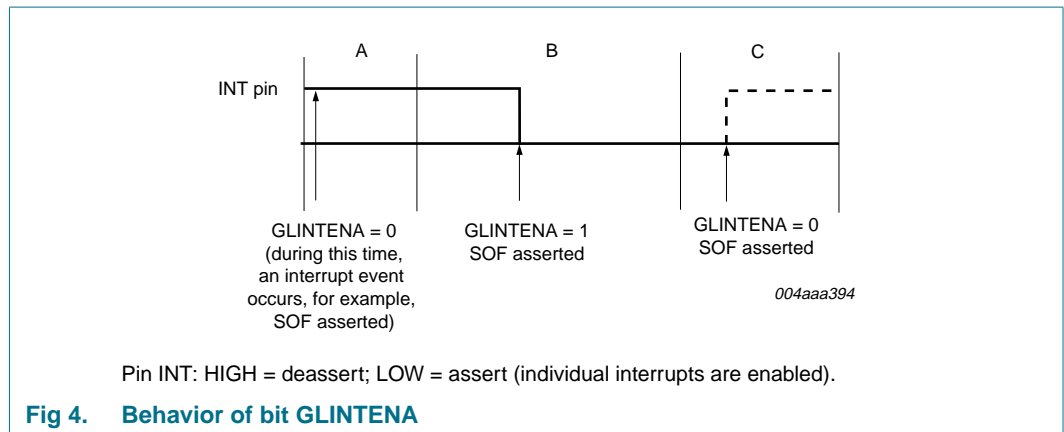 A
B
C
INT pin
GLINTENA = 0
(during this time,
an interrupt event
occurs, for example,
SOF asserted)
GLINTENA = 1
SOF asserted
GLINTENA = 0
SOF asserted
004aaa394
Pin INT: HIGH = deassert; LOW = assert (individual interrupts are enabled).
Fig 4. Behavior of bit GLINTENA